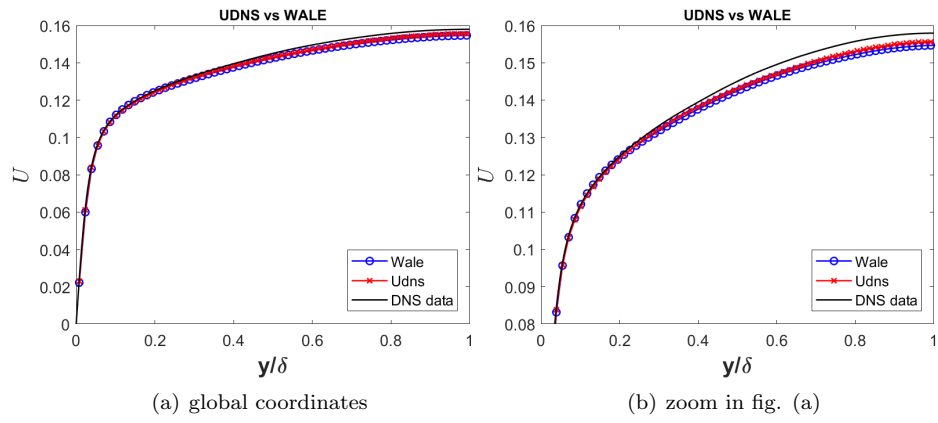 UDNS vs WALE
0.16
0.14
0.12
0.1
0.08
0.06
0.04
0.02
0
U
Wale
Udns
DNS data
0 0.2 0.4 0.6 0.8 1
y/δ
(a) global coordinates
UDNS vs WALE
0.16
0.15
0.14
0.13
0.12
0.11
0.1
0.09
0.08
U
Wale
Udns
DNS data
0 0.2 0.4 0.6 0.8 1
y/δ
(b) zoom in fig. (a)